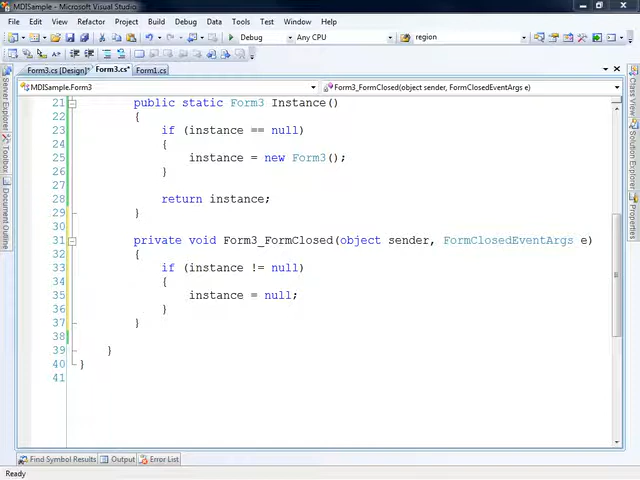 MDISample - Microsoft Visual Studio
File Edit View Refactor Project Build Debug Data Tools Test Window Help
Debug Any CPU region
Form3.cs [Design]* Form3.cs* Form1.cs
MDISample.Form3 Form3_FormClosed(object sender, FormClosedEventArgs e)
21 public static Form3 Instance()
22 {
23 if (instance == null)
24 {
25 instance = new Form3();
26 }
27
28 return instance;
29 }
30
31 private void Form3_FormClosed(object sender, FormClosedEventArgs e)
32 {
33 if (instance != null)
34 {
35 instance = null;
36 }
37 }
38
39 }
40 }
41
Server Explorer
Toolbox
Document Outline
Class View
Solution Explorer
Properties
Find Symbol Results Output Error List
Ready